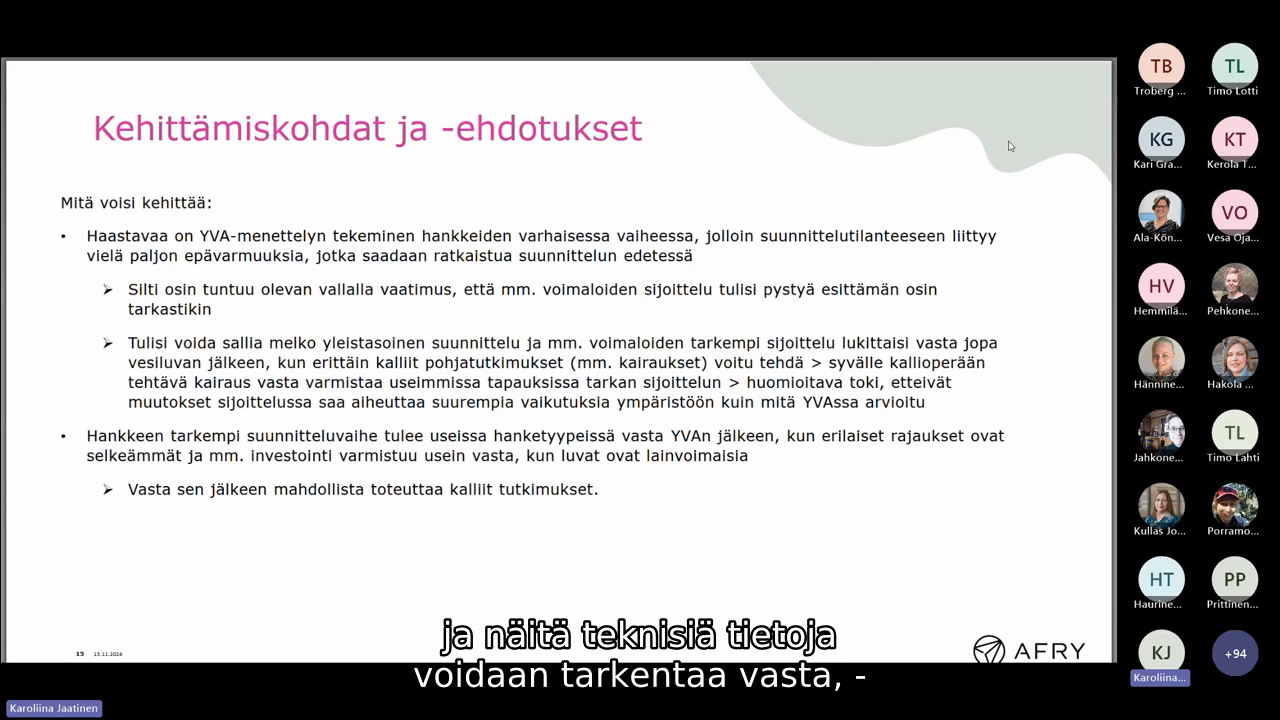 Kehittämiskohdat ja -ehdotukset
Mitä voisi kehittää:
• Haastavaa on YVA-menettelyn tekeminen hankkeiden varhaisessa vaiheessa, jolloin suunnittelutilanteeseen liittyy
vielä paljon epävarmuuksia, jotka saadaan ratkaistua suunnittelun edetessä
➢ Silti osin tuntuu olevan vallalla vaatimus, että mm. voimaloiden sijoittelu tulisi pystyä esittämän osin
tarkastikin
➢ Tulisi voida sallia melko yleistasoinen suunnittelu ja mm. voimaloiden tarkempi sijoittelu lukittaisi vasta jopa
vesiluvan jälkeen, kun erittäin kalliit pohjatutkimukset (mm. kairaukset) voitu tehdä > syvälle kallioperään
tehtävä kairaus vasta varmistaa useimmissa tapauksissa tarkan sijoittelun > huomioitava toki, etteivät
muutokset sijoittelussa saa aiheuttaa suurempia vaikutuksia ympäristöön kuin mitä YVAssa arvioitu
• Hankkeen tarkempi suunnitteluvaihe tulee useissa hanketyypeissä vasta YVAn jälkeen, kun erilaiset rajaukset ovat
selkeämmät ja mm. investointi varmistuu usein vasta, kun luvat ovat lainvoimaisia
➢ Vasta sen jälkeen mahdollista toteuttaa kalliit tutkimukset.
15 13.11.2024
AFRY
ja näitä teknisiä tietoja
voidaan tarkentaa vasta, -
Karoliina Jaatinen
TB TL
Troberg ... Timo Lotti
KG KT
Kari Gra... Kerola T...
VO
Ala-Kön... Vesa Oja...
HV
Hemmilä... Pehkone...
Hännine... Hakola ...
TL
Jahkone... Timo Lahti
Kullas Jo... Porramo...
HT PP
Haurine... Prittinen...
KJ +94
Karoliina...